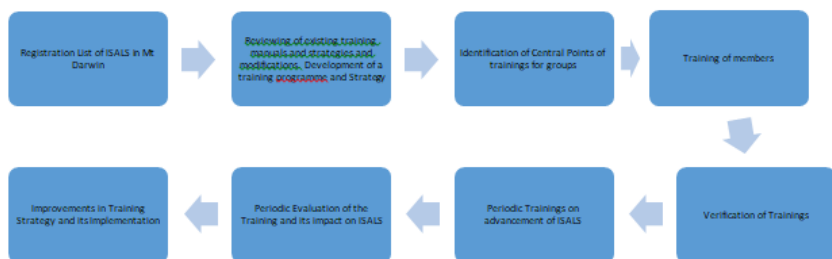 Registration List of ISALS in Mt
Darwin
Reviewing of existing training
manuals and strategies and
modifications. Development of a
training programme and Strategy
Identification of Central Points of
trainings for groups
Training of members
Verification of Trainings
Periodic Trainings on
advancement of ISALS
Periodic Evaluation of the
Training and its impact on ISALS
Improvements in Training
Strategy and its Implementation